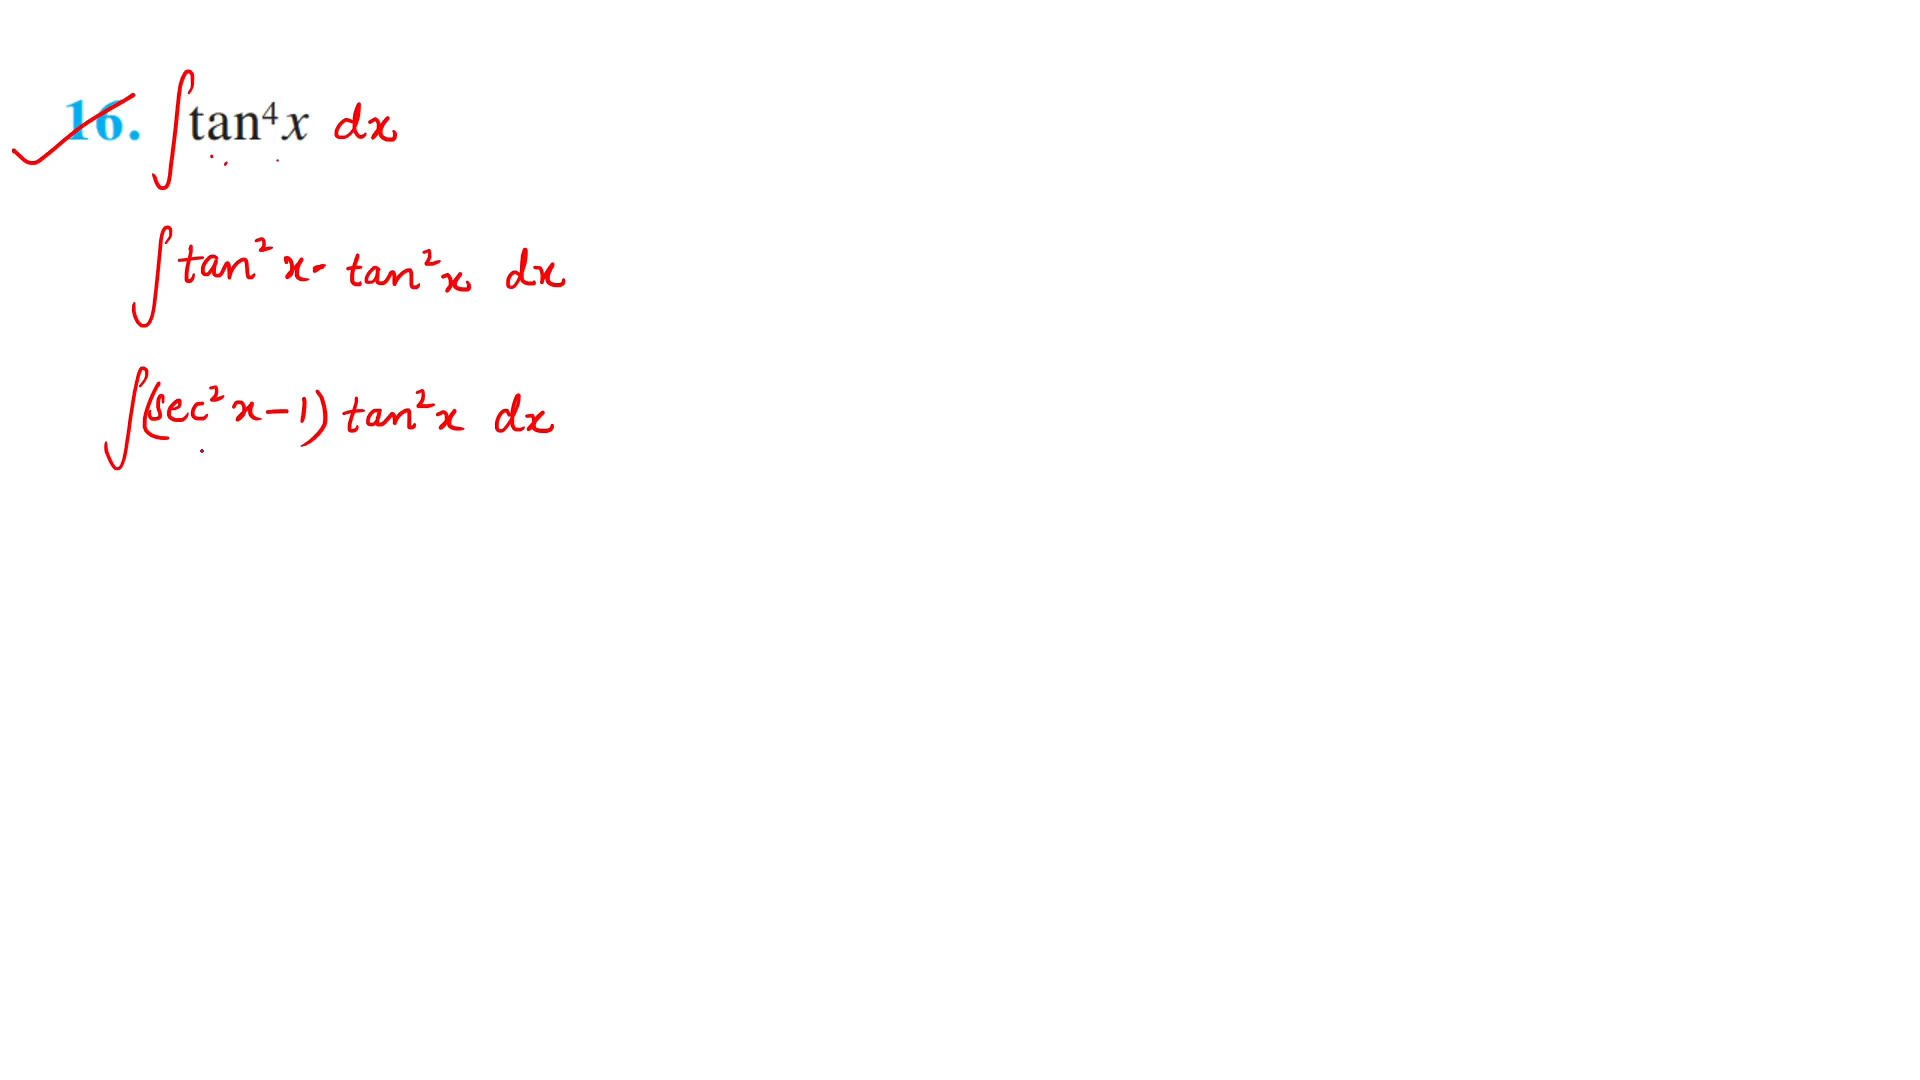 16. ∫ tan⁴x dx
∫ tan²x · tan²x dx
∫ (sec²x − 1) tan²x dx